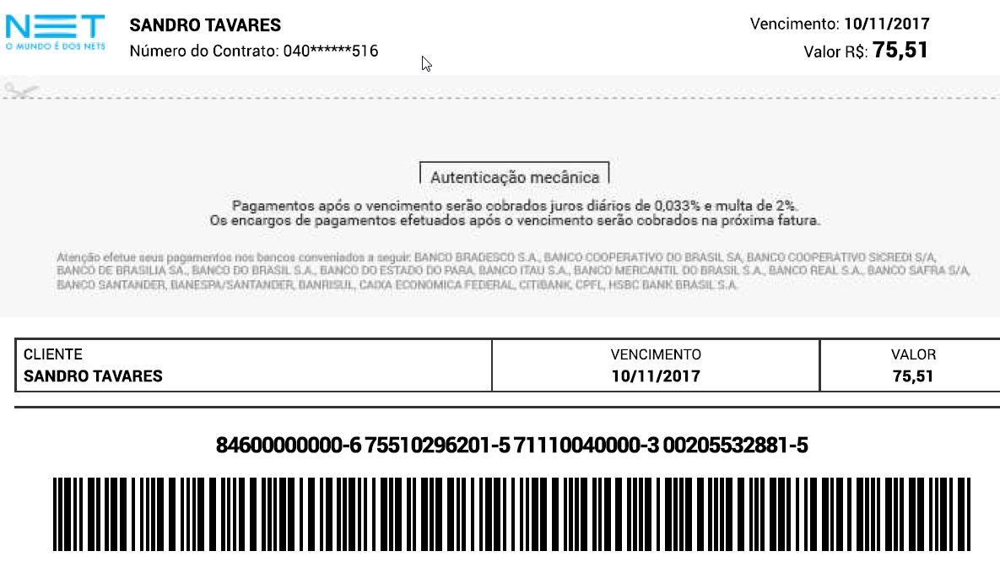 NET
O MUNDO É DOS NETS
SANDRO TAVARES
Número do Contrato: 040******516
Vencimento: 10/11/2017
Valor R$: 75,51
Autenticação mecânica
Pagamentos após o vencimento serão cobrados juros diários de 0,033% e multa de 2%.
Os encargos de pagamentos efetuados após o vencimento serão cobrados na próxima fatura.
Atenção efetue seus pagamentos nos bancos conveniados a seguir: BANCO BRADESCO S.A., BANCO COOPERATIVO DO BRASIL SA, BANCO COOPERATIVO SICREDI S/A,
BANCO DE BRASILIA SA., BANCO DO BRASIL S.A., BANCO DO ESTADO DO PARA, BANCO ITAU S.A., BANCO MERCANTIL DO BRASIL S.A., BANCO REAL S.A., BANCO SAFRA S/A,
BANCO SANTANDER, BANESPA/SANTANDER, BANRISUL, CAIXA ECONOMICA FEDERAL, CITIBANK, CPFL, HSBC BANK BRASIL S.A.
CLIENTE
SANDRO TAVARES
VENCIMENTO
10/11/2017
VALOR
75,51
84600000000-6 75510296201-5 71110040000-3 00205532881-5